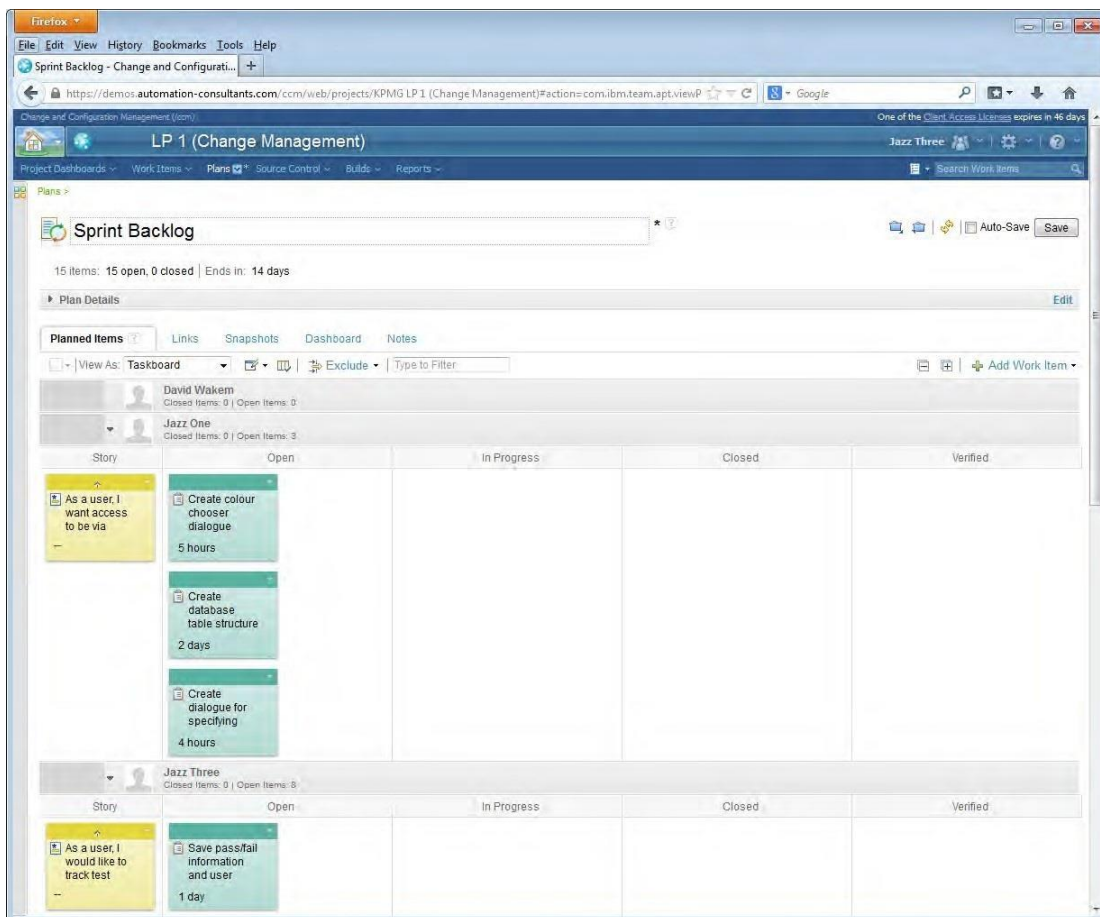 Firefox
File Edit View History Bookmarks Tools Help
Sprint Backlog - Change and Configurati... +
https://demos.automation-consultants.com/ccm/web/projects/KPMG LP 1 (Change Management)#action=com.ibm.team.apt.viewP Google
Change and Configuration Management (/ccm) One of the Client Access Licenses expires in 46 days
LP 1 (Change Management) Jazz Three
Project Dashboards Work Items Plans * Source Control Builds Reports Search Work Items
Plans >
Sprint Backlog * ? Auto-Save Save
15 items: 15 open, 0 closed | Ends in: 14 days
Plan Details Edit
Planned Items ? Links Snapshots Dashboard Notes
View As: Taskboard Exclude Type to Filter Add Work Item
David Wakem
Closed Items: 0 | Open Items: 0
Jazz One
Closed Items: 0 | Open Items: 3
Story Open In Progress Closed Verified
As a user, I
want access
to be via
--
Create colour
chooser
dialogue
5 hours
Create
database
table structure
2 days
Create
dialogue for
specifying
4 hours
Jazz Three
Closed Items: 0 | Open Items: 8
Story Open In Progress Closed Verified
As a user, I
would like to
track test
--
Save pass/fail
information
and user
1 day